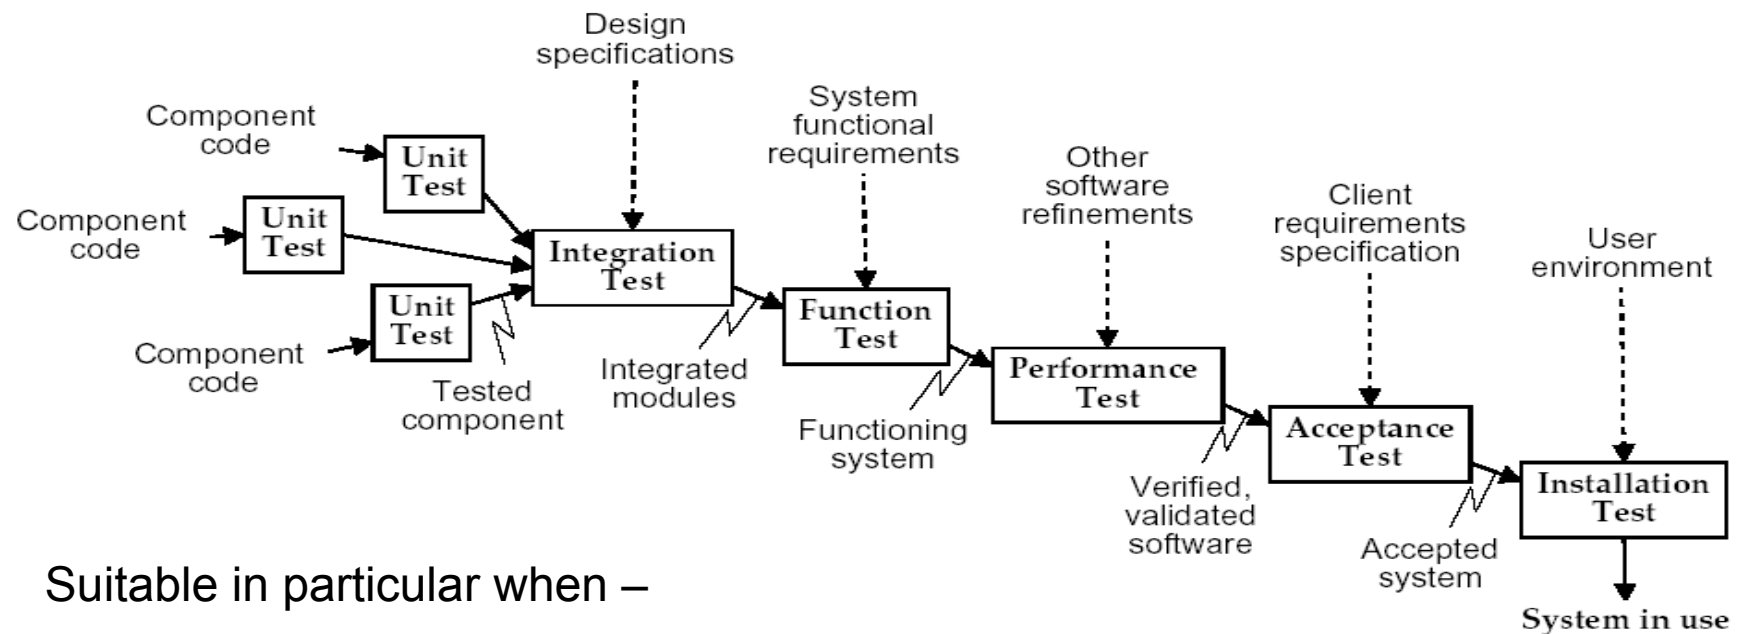 Design
specifications
System
functional
requirements
Component
code
Unit
Test
Other
software
refinements
Client
requirements
specification
Component
code
Unit
Test
Integration
Test
User
environment
Unit
Test
Component
code
Function
Test
Tested
component
Integrated
modules
Performance
Test
Functioning
system
Acceptance
Test
Verified,
validated
software
Installation
Test
Accepted
system
Suitable in particular when –
System in use